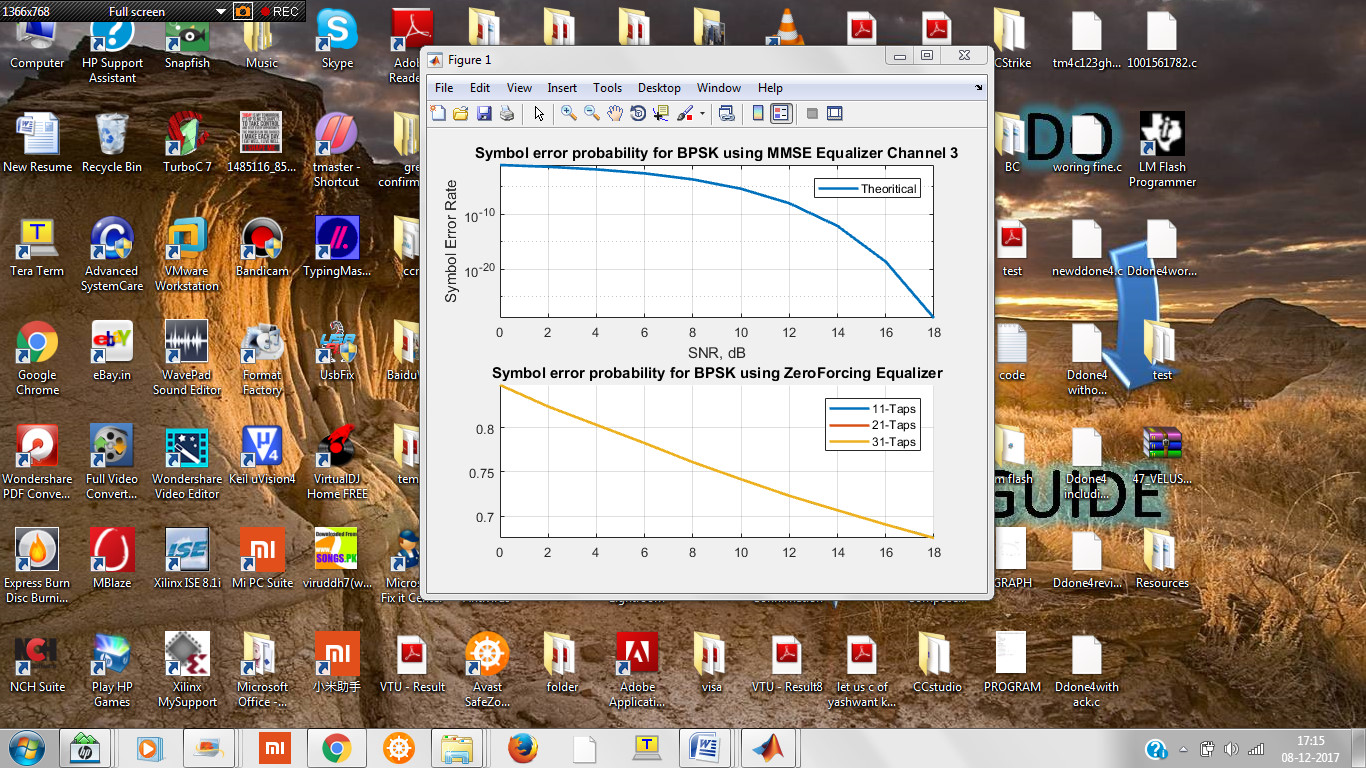 1366x768 Full screen REC
Computer
HP Support
Assistant
Snapfish
Music
Skype
CStrike
tm4c123gh...
1001561782.c
Figure 1
File Edit View Insert Tools Desktop Window Help
New Resume
Recycle Bin
TurboC 7
1485116_85...
tmaster -
Shortcut
BC
DO
woring fine.c
LM Flash
Programmer
Symbol error probability for BPSK using MMSE Equalizer Channel 3
Theoritical
Symbol Error Rate
10-10
10-20
0 2 4 6 8 10 12 14 16 18
SNR, dB
Tera Term
Advanced
SystemCare
VMware
Workstation
Bandicam
TypingMas...
test
newddone4.c
Ddone4wor...
Google
Chrome
eBay.in
WavePad
Sound Editor
Format
Factory
UsbFix
code
Ddone4
witho...
test
Symbol error probability for BPSK using ZeroForcing Equalizer
11-Taps
21-Taps
31-Taps
0.8
0.75
0.7
0 2 4 6 8 10 12 14 16 18
Wondershare
PDF Conve...
Full Video
Convert...
Wondershare
Video Editor
Keil uVision4
VirtualDJ
Home FREE
m flash
Ddone4
includi...
47_VELUS...
GUIDE
Express Burn
Disc Burni...
MBlaze
Xilinx ISE 8.1i
Mi PC Suite
viruddh7(w...
Micros
Fix it Center
GRAPH
Ddone4revi...
Resources
NCH Suite
Play HP
Games
Xilinx
MySupport
Microsoft
Office -...
小米助手
VTU - Result
Avast
SafeZo...
folder
Adobe
Applicati...
visa
VTU - Result8
let us c of
yashwant k...
CCstudio
PROGRAM
Ddone4with
ack.c
17:15
08-12-2017